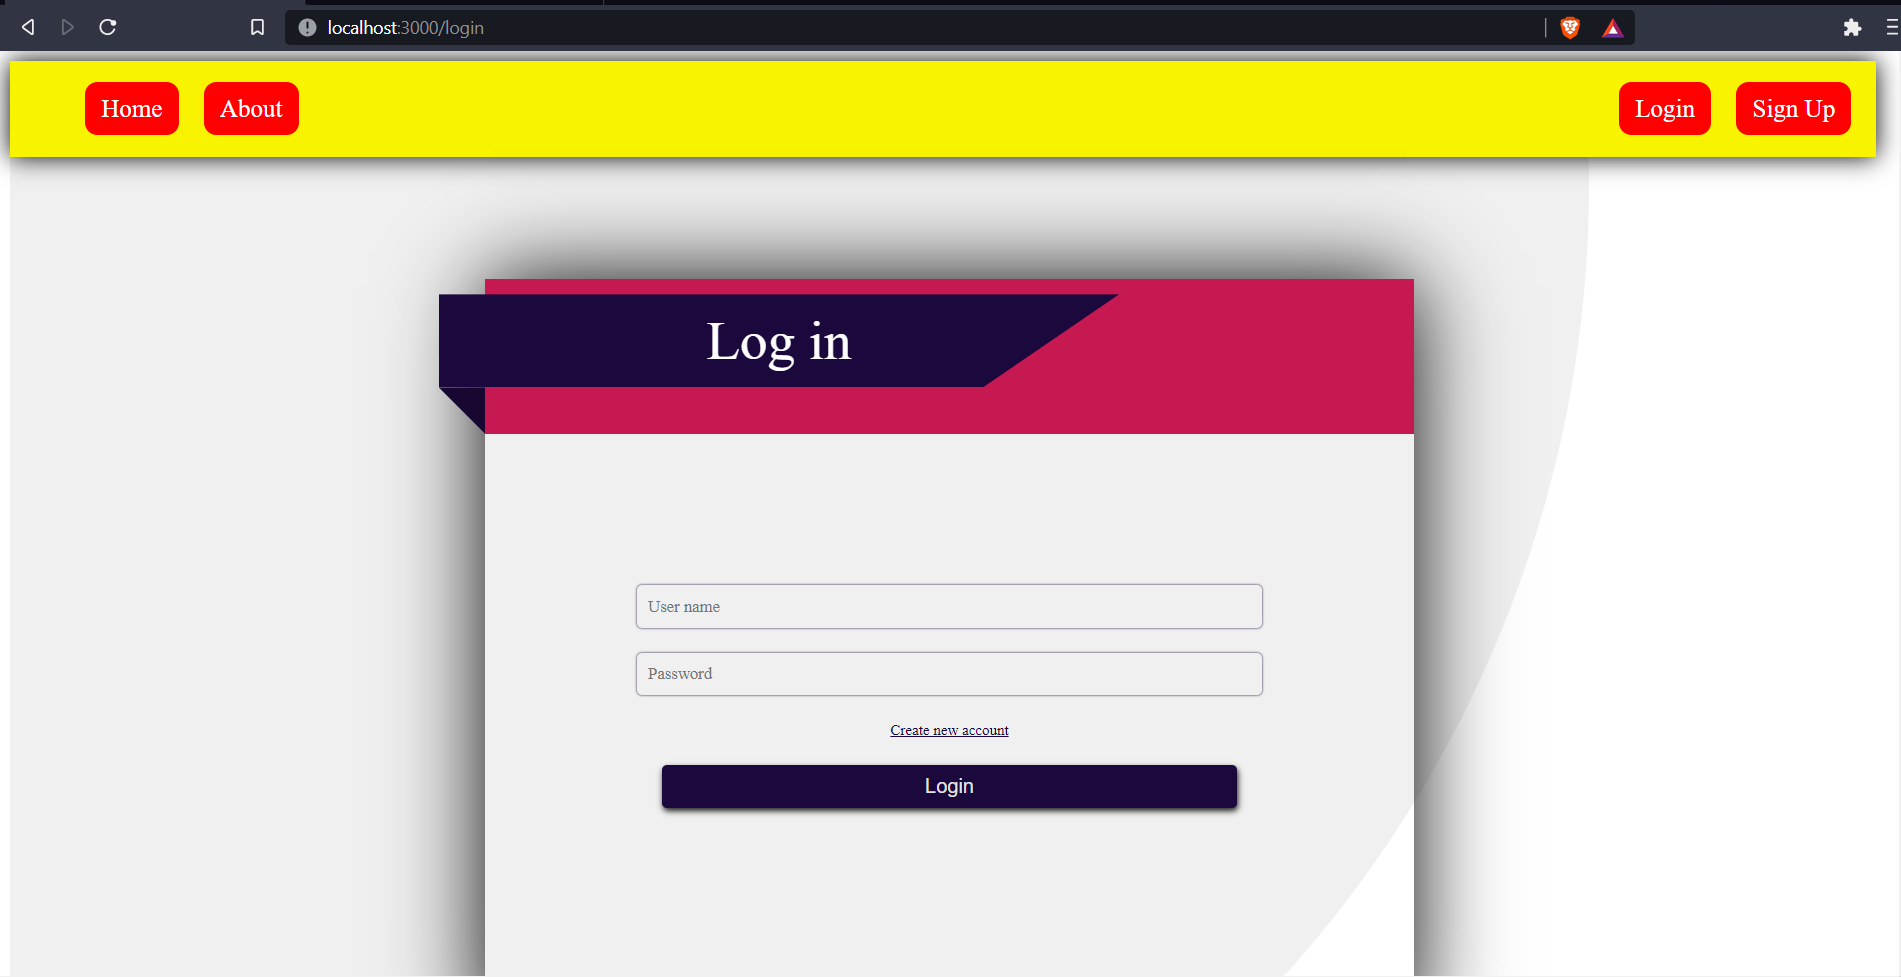 localhost:3000/login
Home About Login Sign Up
Log in
User name
Password
Create new account
Login